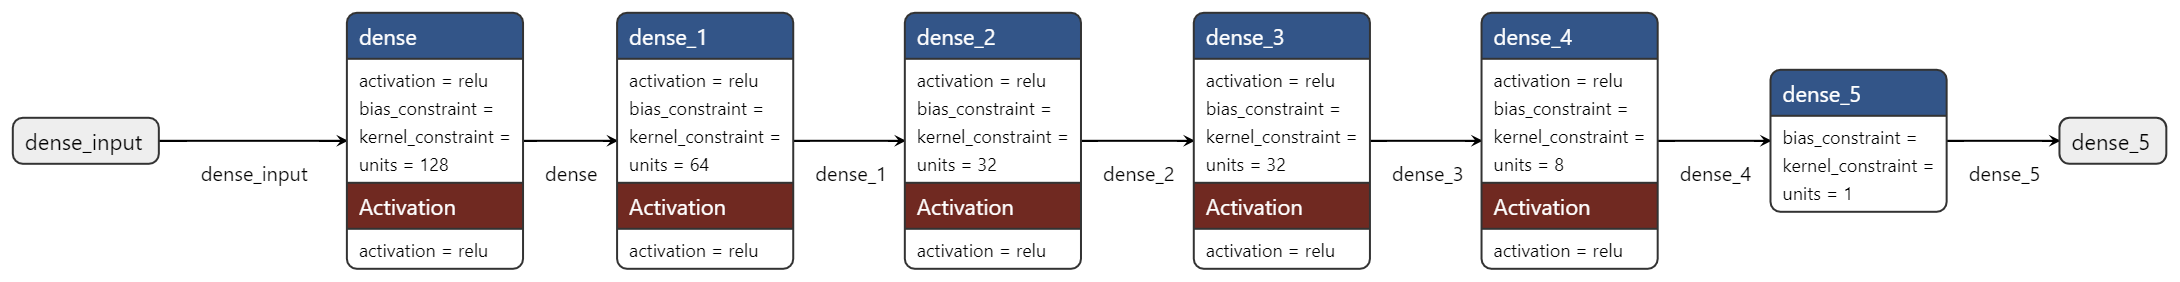 dense_input
dense_input
dense
activation = relu
bias_constraint =
kernel_constraint =
units = 128
Activation
activation = relu
dense
dense_1
activation = relu
bias_constraint =
kernel_constraint =
units = 64
Activation
activation = relu
dense_1
dense_2
activation = relu
bias_constraint =
kernel_constraint =
units = 32
Activation
activation = relu
dense_2
dense_3
activation = relu
bias_constraint =
kernel_constraint =
units = 32
Activation
activation = relu
dense_3
dense_4
activation = relu
bias_constraint =
kernel_constraint =
units = 8
Activation
activation = relu
dense_4
dense_5
bias_constraint =
kernel_constraint =
units = 1
dense_5
dense_5